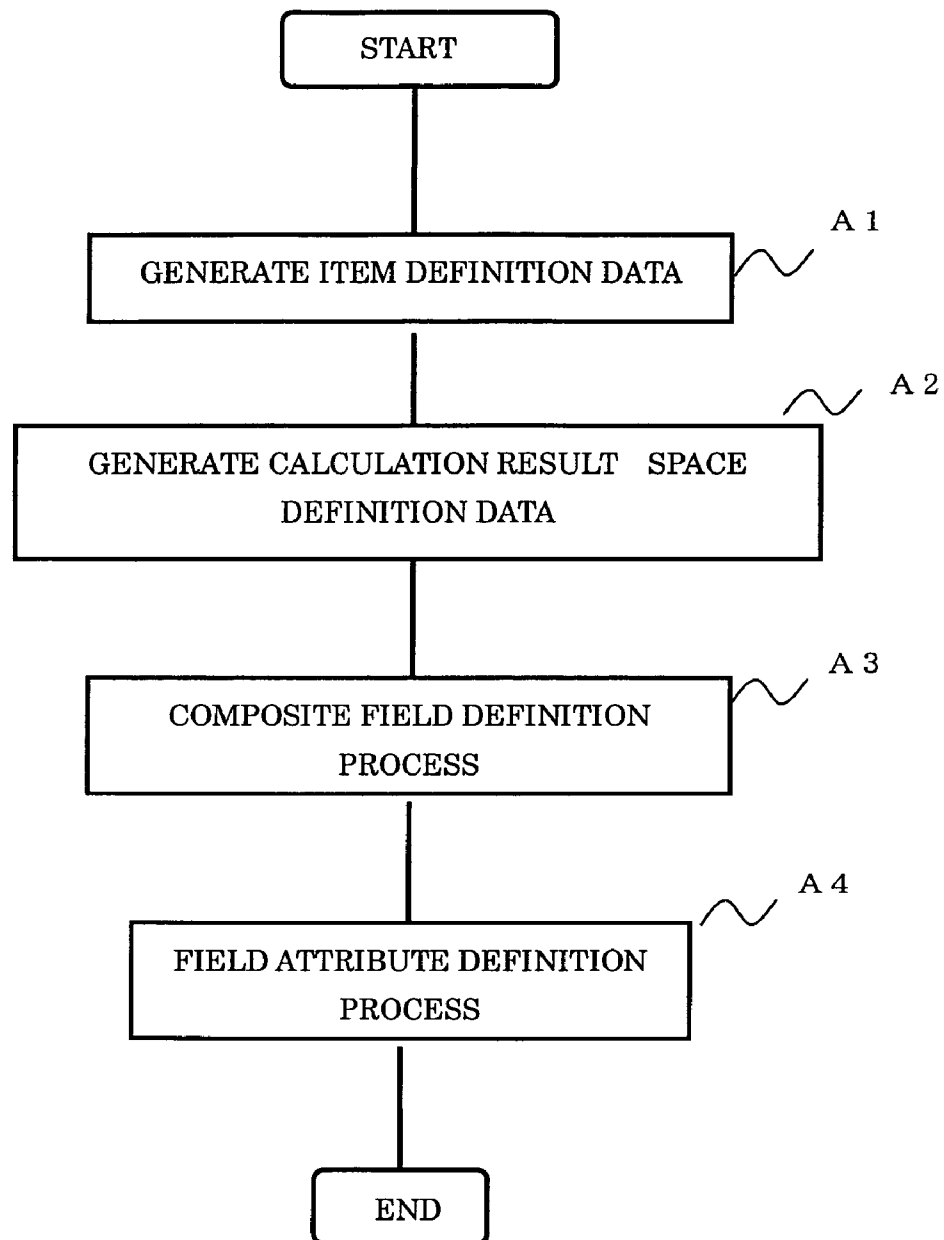 START
A 1
GENERATE ITEM DEFINITION DATA
A 2
GENERATE CALCULATION RESULT SPACE
DEFINITION DATA
A 3
COMPOSITE FIELD DEFINITION
PROCESS
A 4
FIELD ATTRIBUTE DEFINITION
PROCESS
END